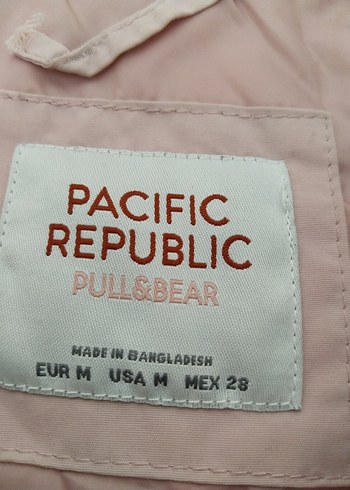 PACIFIC
REPUBLIC
PULL&BEAR
MADE IN BANGLADESH
EUR M USA M MEX 28